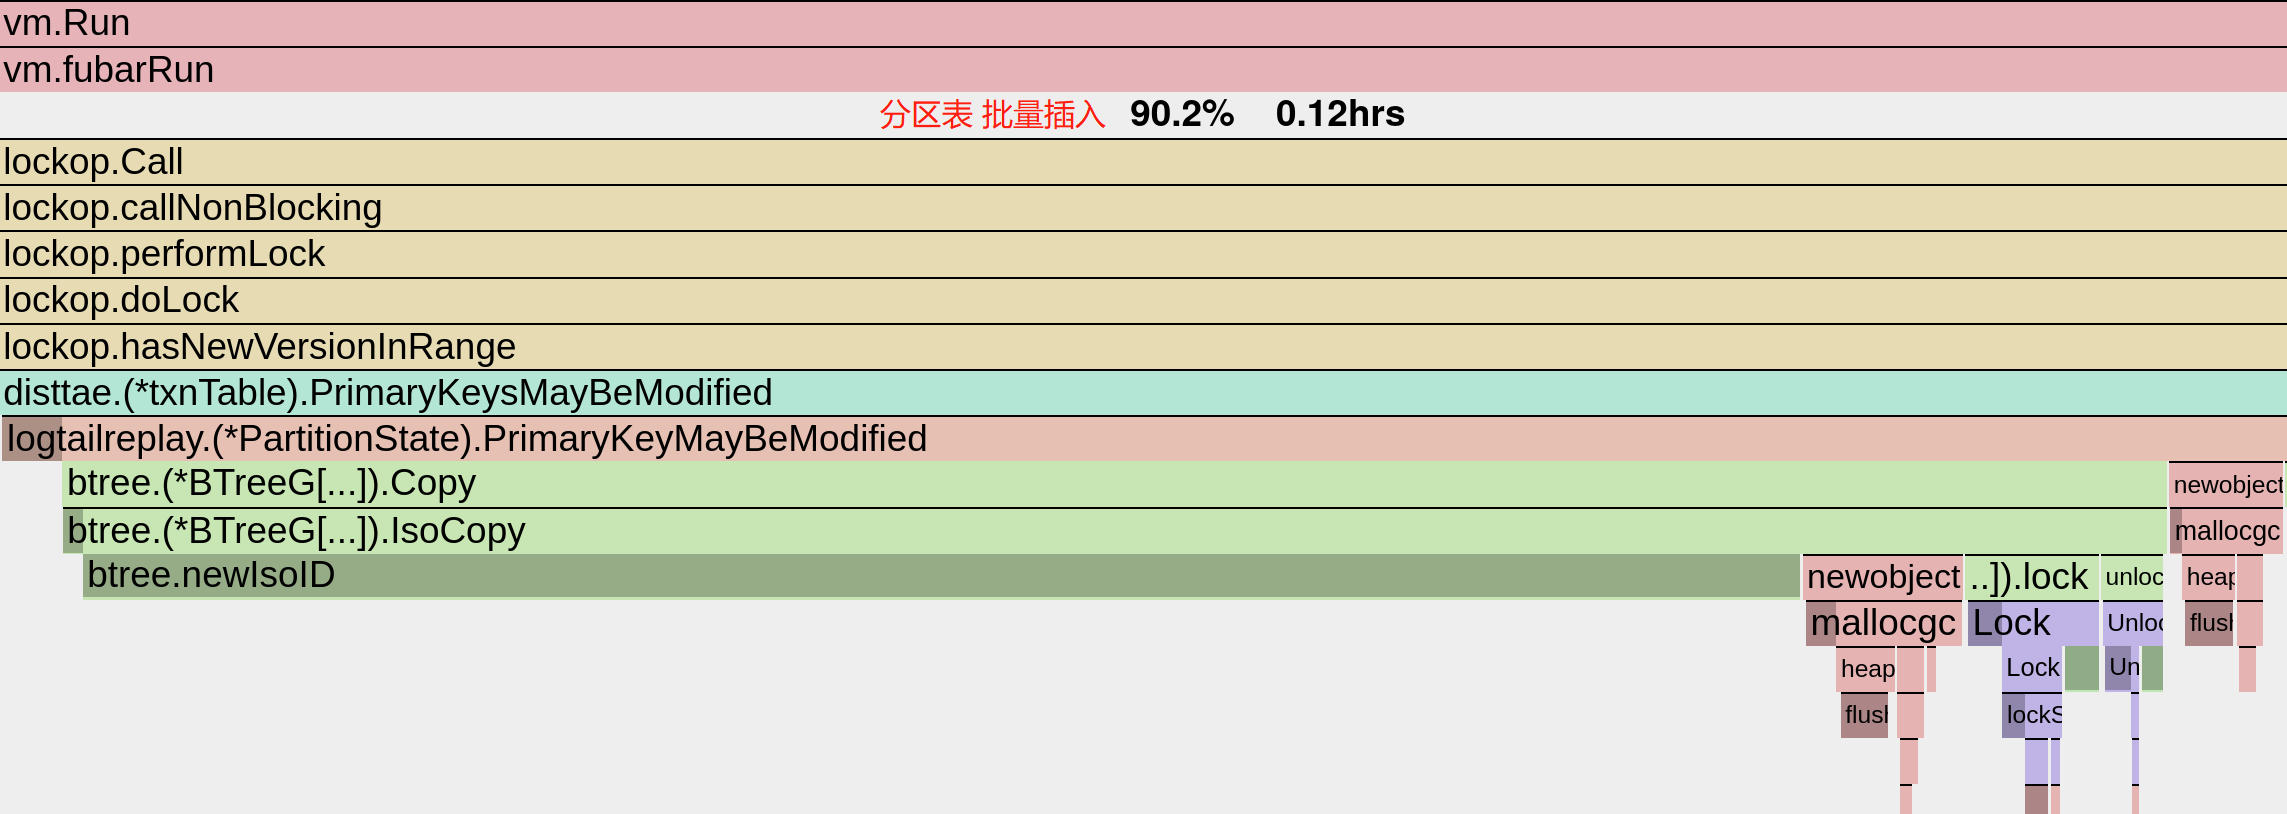 vm.Run
vm.fubarRun
分区表 批量插入 90.2% 0.12hrs
lockop.Call
lockop.callNonBlocking
lockop.performLock
lockop.doLock
lockop.hasNewVersionInRange
disttae.(*txnTable).PrimaryKeysMayBeModified
logtailreplay.(*PartitionState).PrimaryKeyMayBeModified
btree.(*BTreeG[...]).Copy newobject
btree.(*BTreeG[...]).IsoCopy mallocgc
btree.newIsoID newobject ..]).lock unloc heap
mallocgc Lock Unloc flush
heap Lock Un
flush lockS